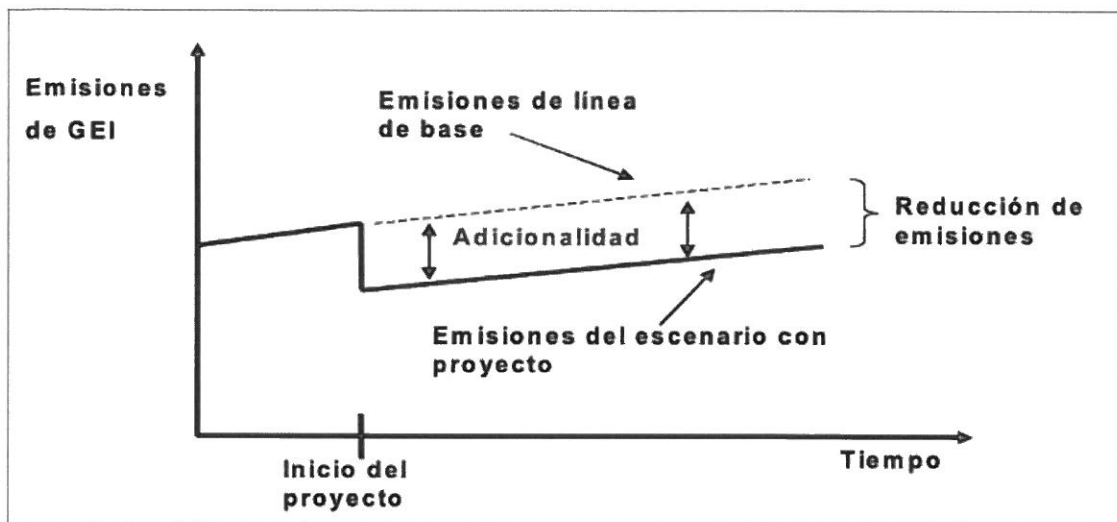 Emisiones
de GEI
Emisiones de línea
de base
Adicionalidad
Reducción de
emisiones
Emisiones del escenario con
proyecto
Inicio del
proyecto
Tiempo